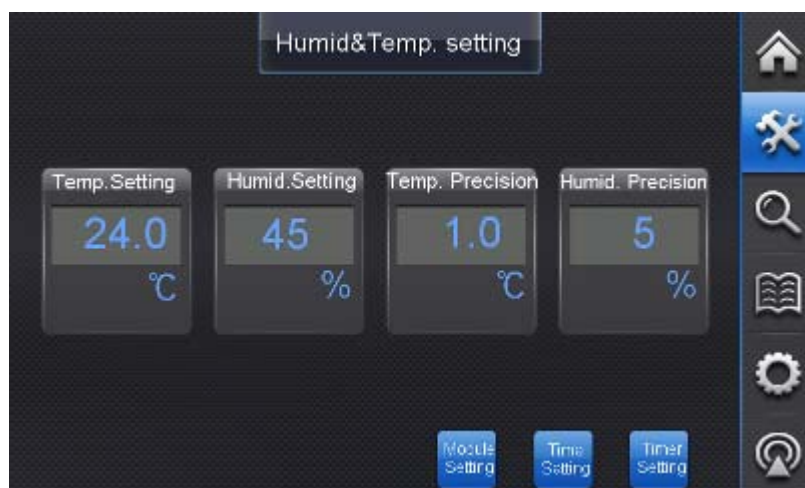 Humid&Temp. setting
Temp.Setting
Humid.Setting
Temp. Precision
Humid. Precision
24.0
45
1.0
5
℃
%
℃
%
Module
Setting
Time
Setting
Timer
Setting